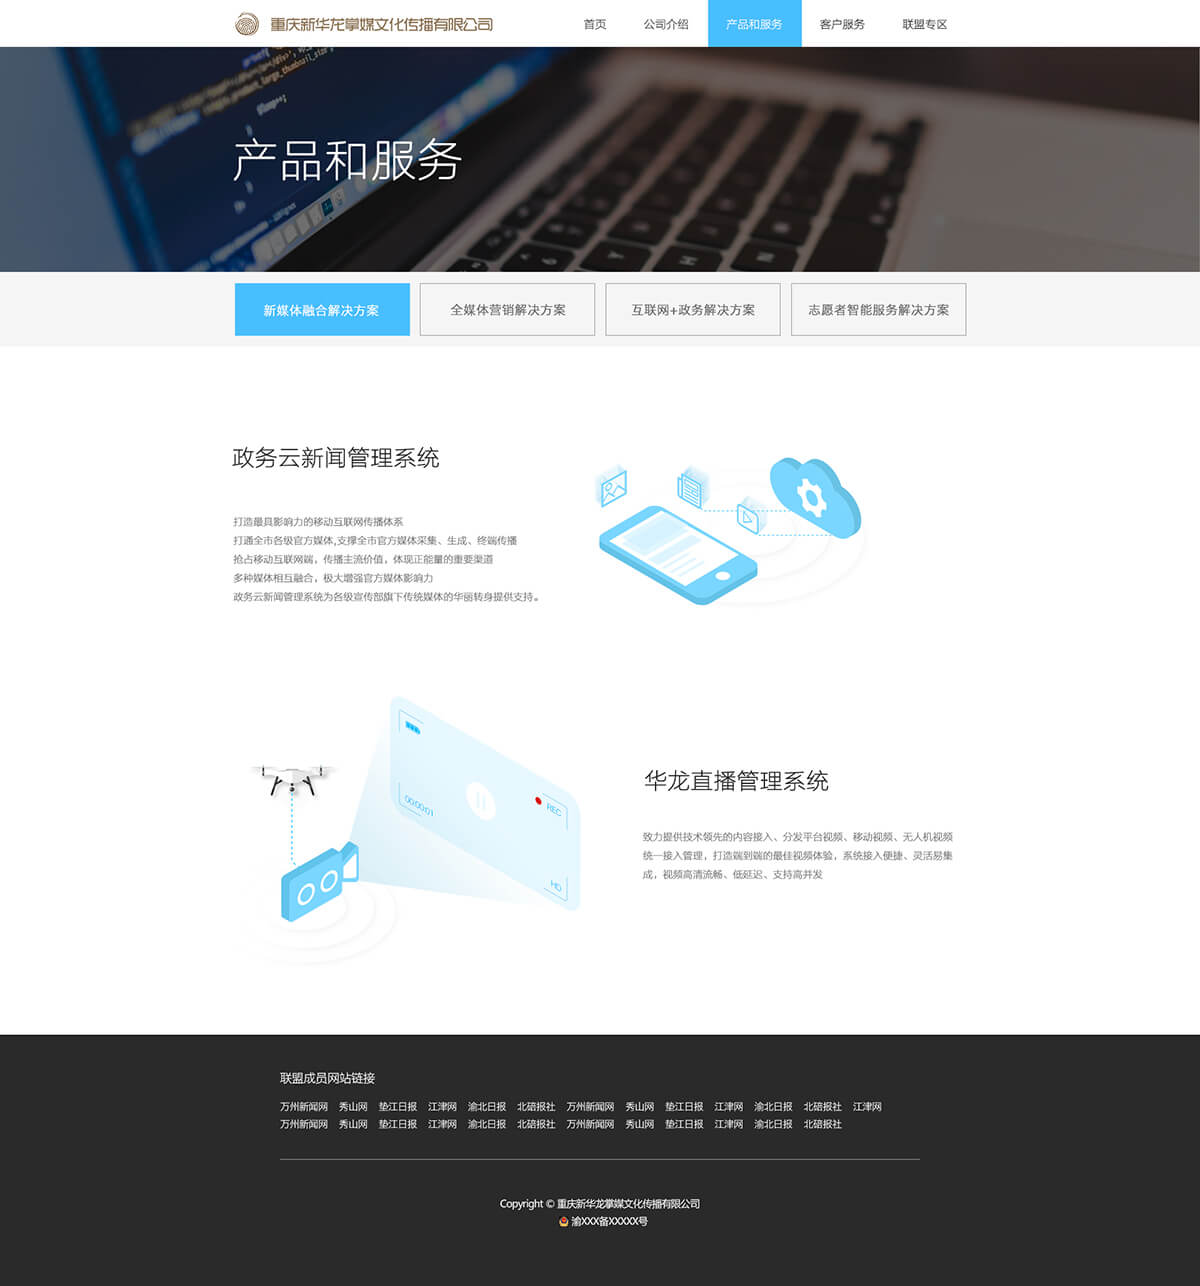 重庆新华龙掌媒文化传播有限公司
首页 公司介绍 产品和服务 客户服务 联盟专区
产品和服务
新媒体融合解决方案 全媒体营销解决方案 互联网+政务解决方案 志愿者智能服务解决方案
政务云新闻管理系统
打造最具影响力的移动互联网传播体系
打通全市各级官方媒体,支撑全市官方媒体采集、生成、终端传播
抢占移动互联网端，传播主流价值，体现正能量的重要渠道
多种媒体相互融合，极大增强官方媒体影响力
政务云新闻管理系统为各级宣传部旗下传统媒体的华丽转身提供支持。
00:00:01
REC
HD
华龙直播管理系统
致力提供技术领先的内容接入、分发平台视频、移动视频、无人机视频
统一接入管理，打造端到端的最佳视频体验，系统接入便捷、灵活易集
成，视频高清流畅、低延迟、支持高并发
联盟成员网站链接
万州新闻网 秀山网 垫江日报 江津网 渝北日报 北碚报社 万州新闻网 秀山网 垫江日报 江津网 渝北日报 北碚报社 江津网
万州新闻网 秀山网 垫江日报 江津网 渝北日报 北碚报社 万州新闻网 秀山网 垫江日报 江津网 渝北日报 北碚报社
Copyright © 重庆新华龙掌媒文化传播有限公司
渝XXX备XXXXX号